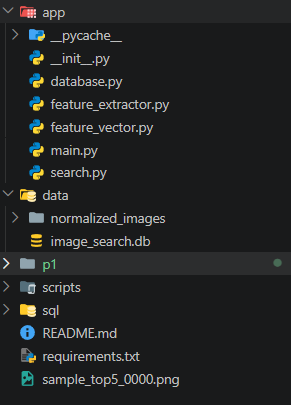 app
__pycache__
__init__.py
database.py
feature_extractor.py
feature_vector.py
main.py
search.py
data
normalized_images
image_search.db
p1
scripts
sql
README.md
requirements.txt
sample_top5_0000.png